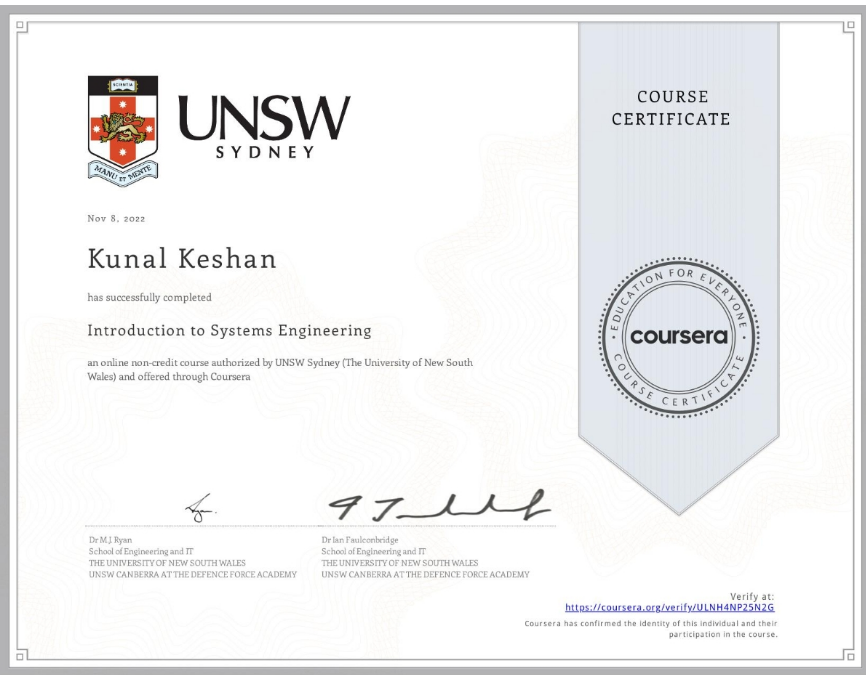 SCIENTIA
MANU ET MENTE
UNSW
SYDNEY
COURSE
CERTIFICATE
Nov 8, 2022
Kunal Keshan
has successfully completed
Introduction to Systems Engineering
an online non-credit course authorized by UNSW Sydney (The University of New South
Wales) and offered through Coursera
EDUCATION FOR EVERYONE
coursera
COURSE CERTIFICATE
Dr M.J. Ryan
School of Engineering and IT
THE UNIVERSITY OF NEW SOUTH WALES
UNSW CANBERRA AT THE DEFENCE FORCE ACADEMY
Dr Ian Faulconbridge
School of Engineering and IT
THE UNIVERSITY OF NEW SOUTH WALES
UNSW CANBERRA AT THE DEFENCE FORCE ACADEMY
Verify at:
https://coursera.org/verify/ULNH4NP25N2G
Coursera has confirmed the identity of this individual and their
participation in the course.